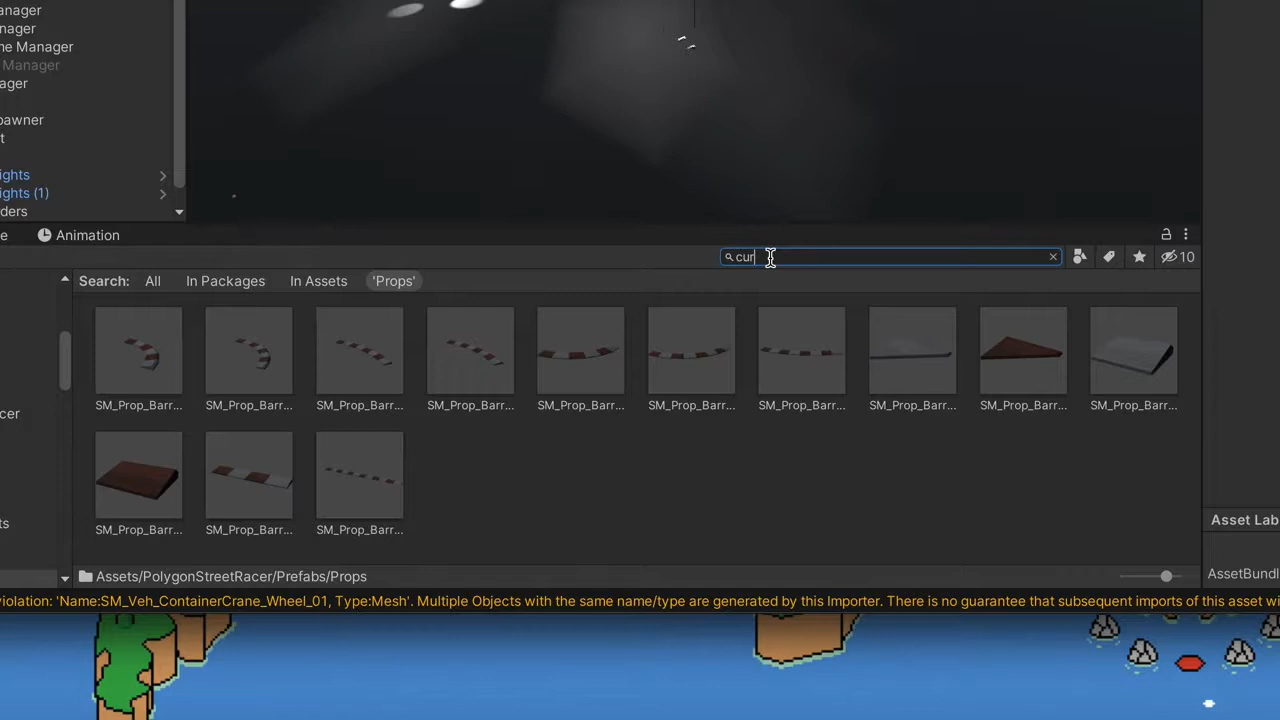 anager
nager
ne Manager
Manager
ager
pawner
t
ights
ights (1)
ders
e Animation
cur
10
Search: All In Packages In Assets 'Props'
SM_Prop_Barr... SM_Prop_Barr... SM_Prop_Barr... SM_Prop_Barr... SM_Prop_Barr... SM_Prop_Barr... SM_Prop_Barr... SM_Prop_Barr... SM_Prop_Barr... SM_Prop_Barr...
cer
SM_Prop_Barr... SM_Prop_Barr... SM_Prop_Barr...
ts
Asset Lab
Assets/PolygonStreetRacer/Prefabs/Props
AssetBundl
violation: 'Name:SM_Veh_ContainerCrane_Wheel_01, Type:Mesh'. Multiple Objects with the same name/type are generated by this Importer. There is no guarantee that subsequent imports of this asset wi